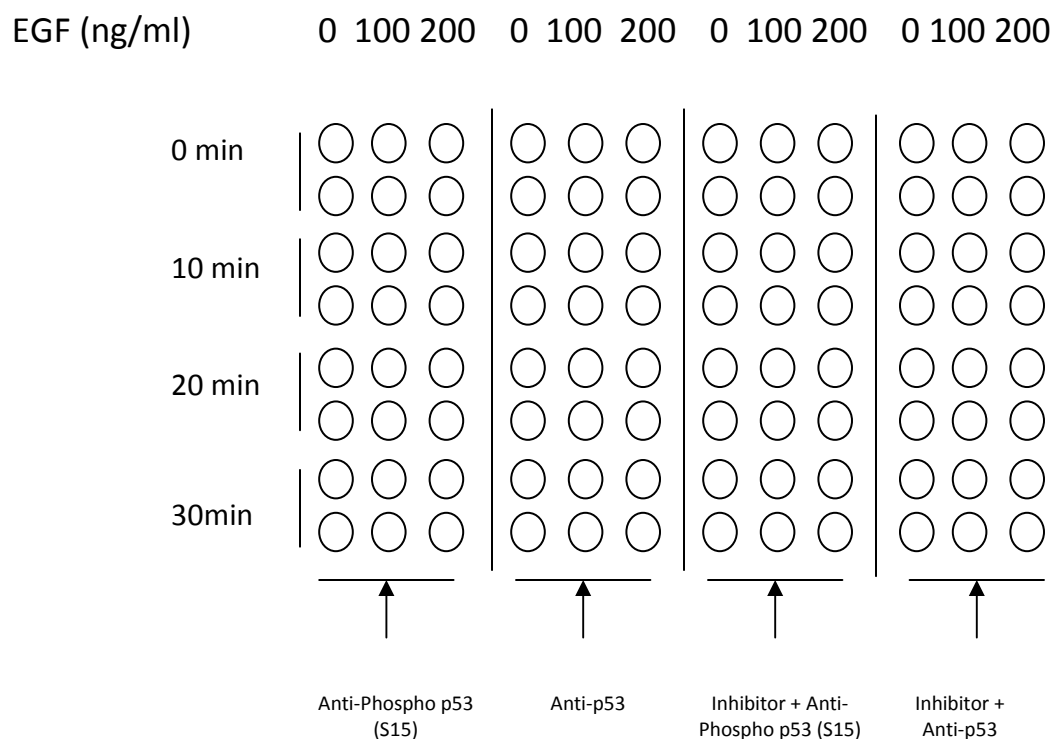 EGF (ng/ml) 0 100 200 0 100 200 0 100 200 0 100 200
0 min
10 min
20 min
30min
Anti-Phospho p53
(S15)
Anti-p53
Inhibitor + Anti-
Phospho p53 (S15)
Inhibitor +
Anti-p53